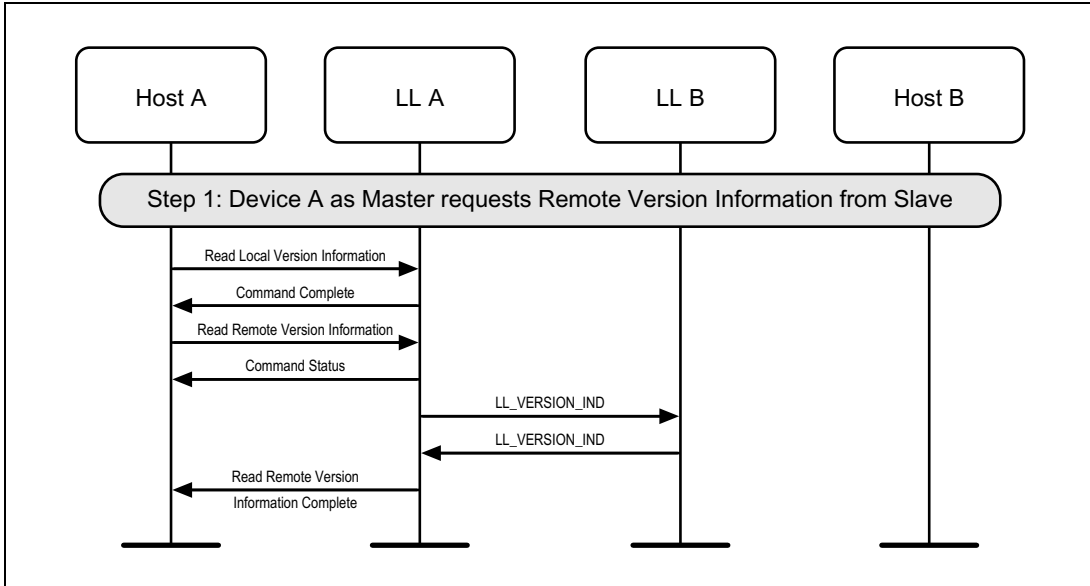 Host A
LL A
LL B
Host B
Step 1: Device A as Master requests Remote Version Information from Slave
Read Local Version Information
Command Complete
Read Remote Version Information
Command Status
LL_VERSION_IND
LL_VERSION_IND
Read Remote Version
Information Complete